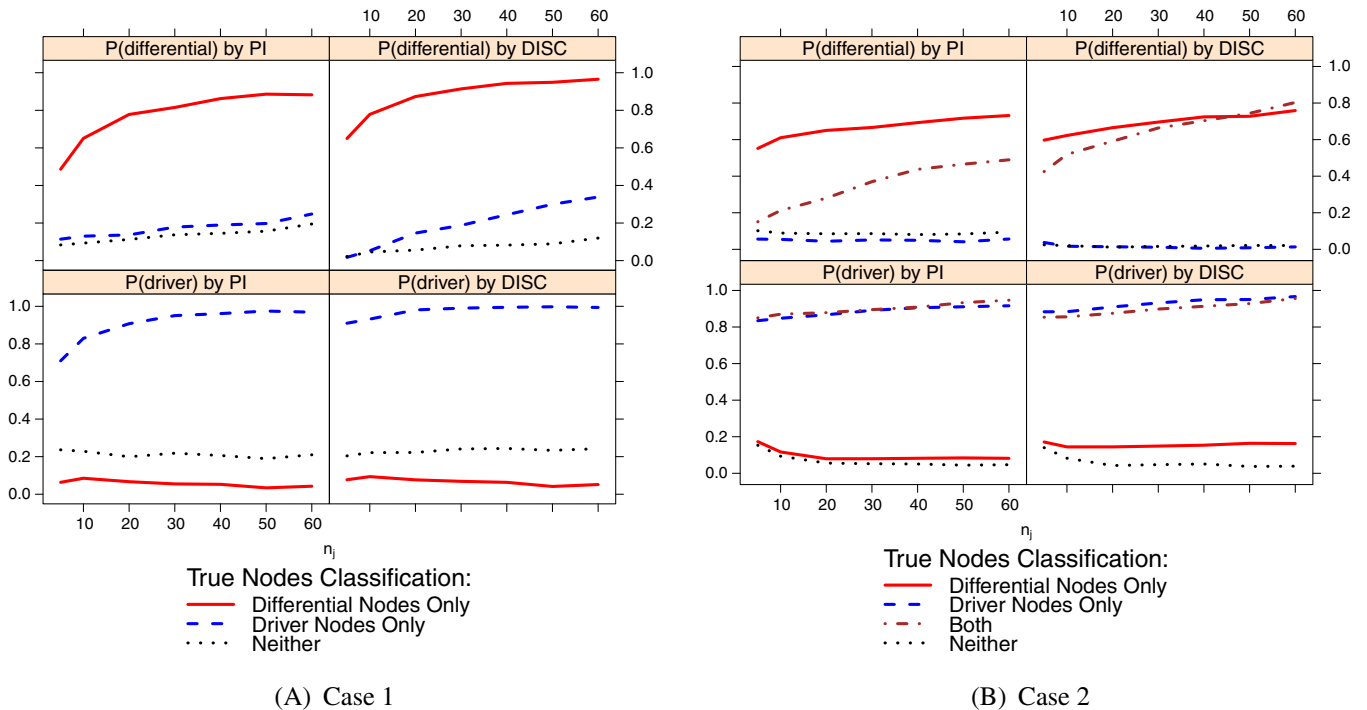 10 20 30 40 50 60
P(differential) by PI P(differential) by DISC
1.0
0.8
0.6
0.4
0.2
0.0
P(driver) by PI P(driver) by DISC
1.0
0.8
0.6
0.4
0.2
0.0
10 20 30 40 50 60
n_j
True Nodes Classification:
Differential Nodes Only
Driver Nodes Only
Neither
(A) Case 1
10 20 30 40 50 60
P(differential) by PI P(differential) by DISC
1.0
0.8
0.6
0.4
0.2
0.0
P(driver) by PI P(driver) by DISC
1.0
0.8
0.6
0.4
0.2
0.0
10 20 30 40 50 60
n_j
True Nodes Classification:
Differential Nodes Only
Driver Nodes Only
Both
Neither
(B) Case 2